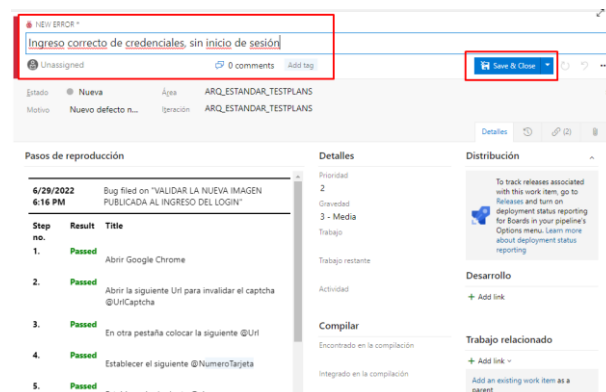 NEW ERROR *
Ingreso correcto de credenciales, sin inicio de sesión
Unassigned
0 comments
Add tag
Save & Close
Estado
Nueva
Área
ARQ_ESTANDAR_TESTPLANS
Motivo
Nuevo defecto n...
Iteración
ARQ_ESTANDAR_TESTPLANS
Detalles
(2)
Pasos de reproducción
6/29/2022 6:16 PM
Bug filed on "VALIDAR LA NUEVA IMAGEN
PUBLICADA AL INGRESO DEL LOGIN"
Step no.
Result
Title
1.
Passed
Abrir Google Chrome
2.
Passed
Abrir la siguiente Url para invalidar el captcha
@UrlCaptcha
3.
Passed
En otra pestaña colocar la siguiente @Url
4.
Passed
Establecer el siguiente @NumeroTarjeta
5.
Passed
Detalles
Prioridad
2
Gravedad
3 - Media
Trabajo
Trabajo restante
Actividad
Compilar
Encontrado en la compilación
Integrado en la compilación
Distribución
To track releases associated
with this work item, go to
Releases and turn on
deployment status reporting
for Boards in your pipeline's
Options menu. Learn more
about deployment status
reporting
Desarrollo
+ Add link
Trabajo relacionado
+ Add link
Add an existing work item as a
parent